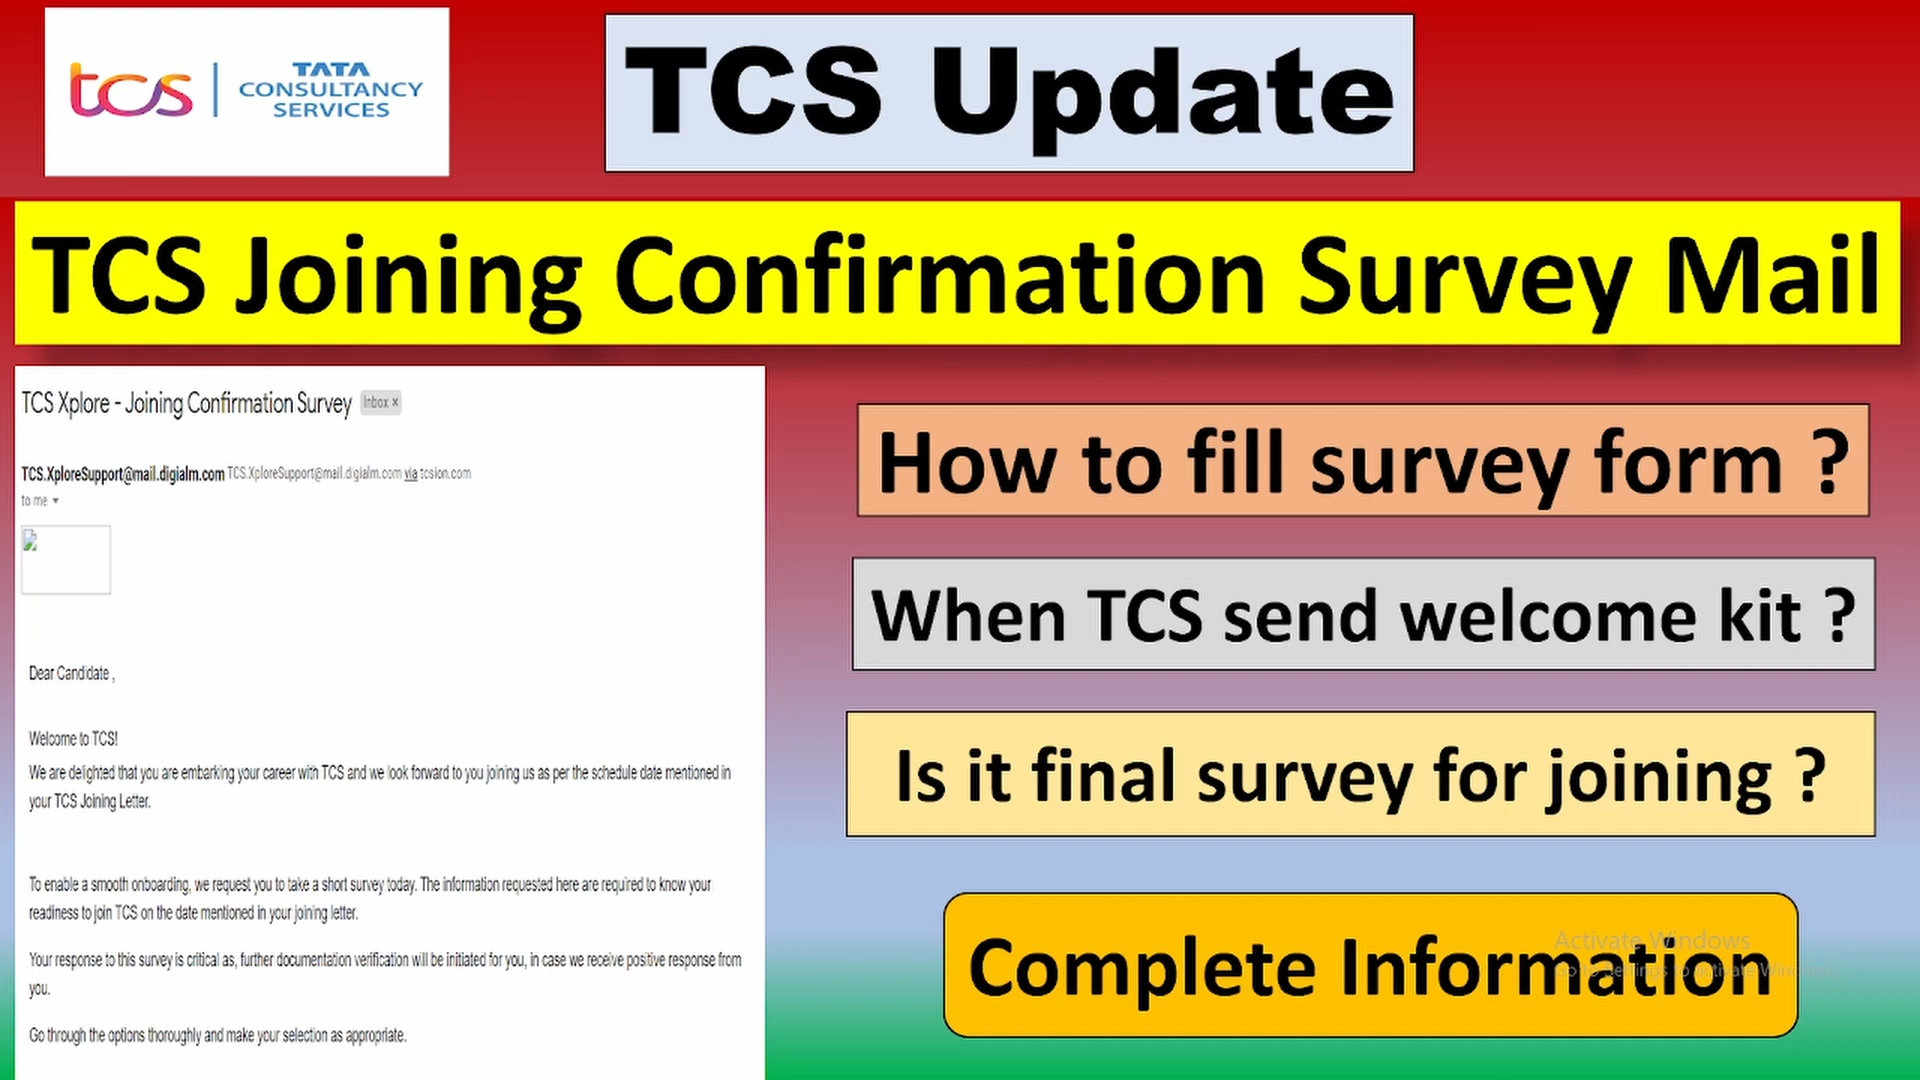 tcs
TATA
CONSULTANCY
SERVICES
TCS Update
TCS Joining Confirmation Survey Mail
TCS Xplore - Joining Confirmation Survey Inbox ×
TCS.XploreSupport@mail.digialm.com TCS.XploreSupport@mail.digialm.com via tcsion.com
to me
Dear Candidate ,
Welcome to TCS!
We are delighted that you are embarking your career with TCS and we look forward to you joining us as per the schedule date mentioned in
your TCS Joining Letter.
To enable a smooth onboarding, we request you to take a short survey today. The information requested here are required to know your
readiness to join TCS on the date mentioned in your joining letter.
Your response to this survey is critical as, further documentation verification will be initiated for you, in case we receive positive response from
you.
Go through the options thoroughly and make your selection as appropriate.
How to fill survey form ?
When TCS send welcome kit ?
Is it final survey for joining ?
Complete Information
Activate Windows
Go to Settings to activate Windows.